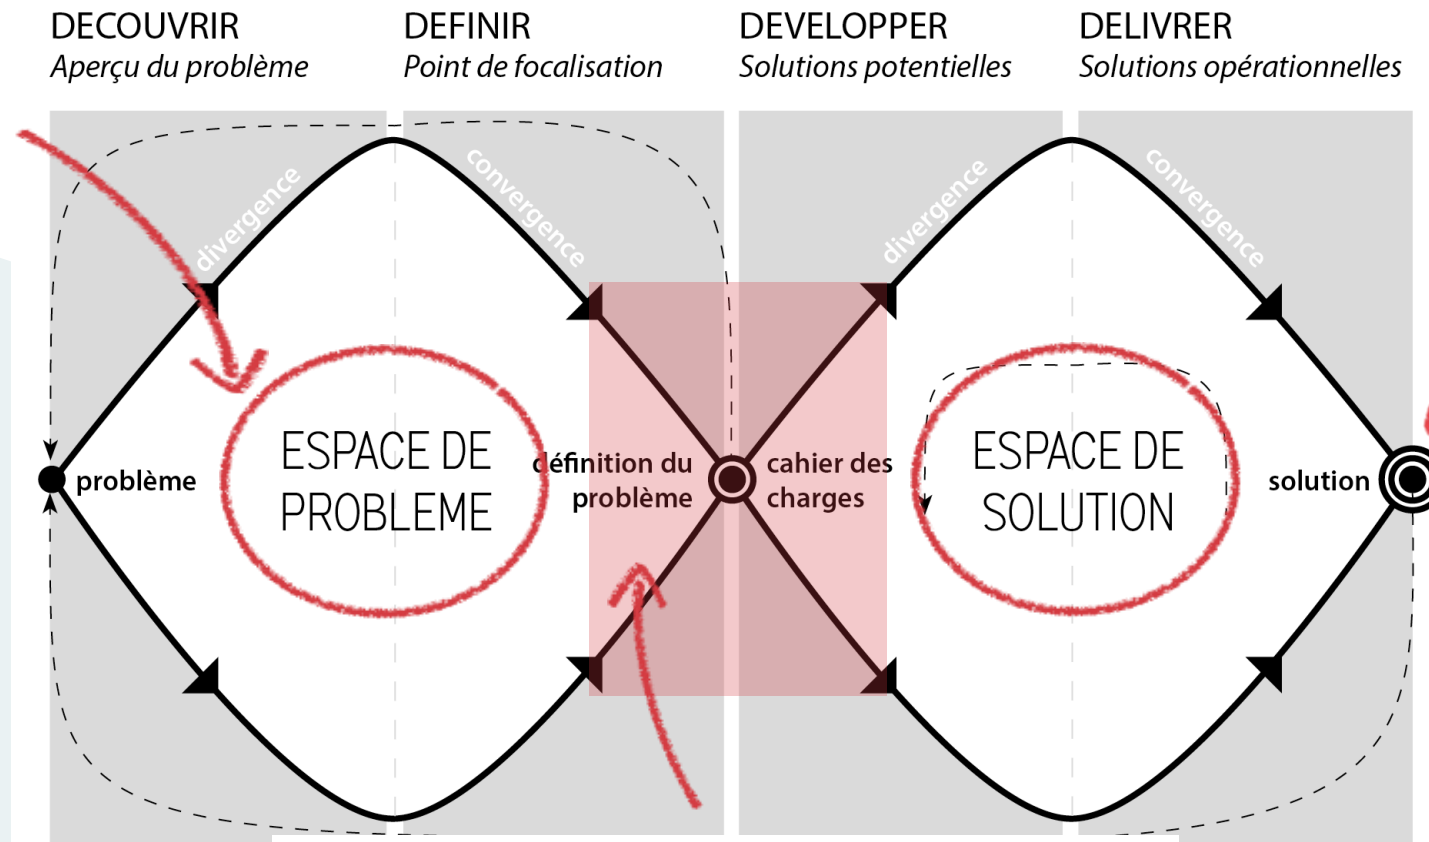 DECOUVRIR
Aperçu du problème
DEFINIR
Point de focalisation
DEVELOPPER
Solutions potentielles
DELIVRER
Solutions opérationnelles
divergence
convergence
divergence
convergence
problème
ESPACE DE
PROBLEME
définition du
problème
cahier des
charges
ESPACE DE
SOLUTION
solution